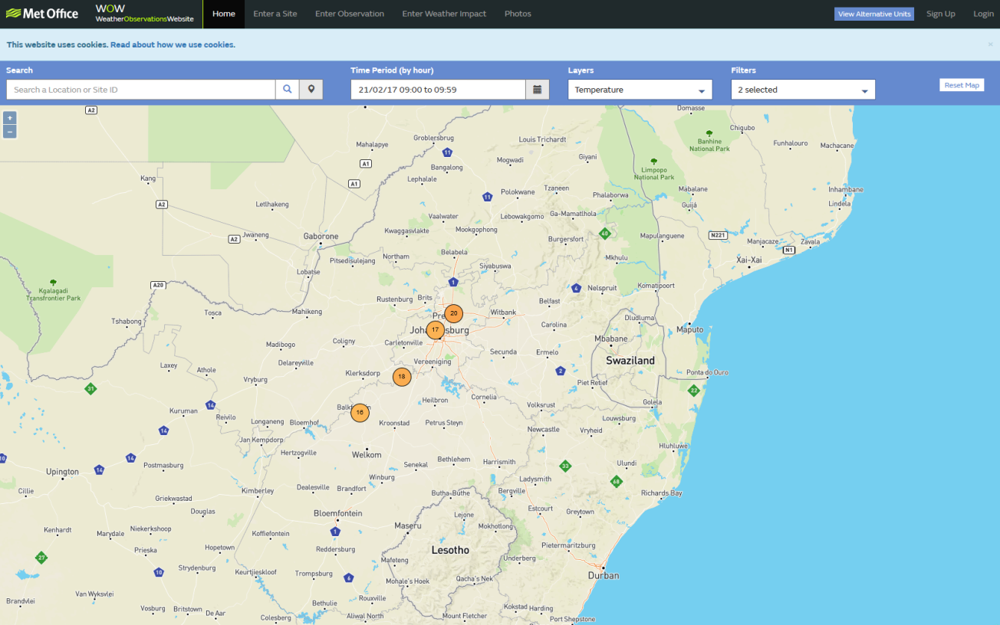 Met Office
WOW
WeatherObservationsWebsite
Home
Enter a Site
Enter Observation
Enter Weather Impact
Photos
View Alternative Units
Sign Up
Login
This website uses cookies. Read about how we use cookies.
×
Search
Time Period (by hour)
Layers
Filters
Search a Location or Site ID
21/02/17 09:00 to 09:59
Temperature
2 selected
Reset Map
+
−
A2
Domasse
Chigubo
Groblersbrug
Louis Trichardt
Banhine
National Park
Mahalapye
Funhalouro
Machacane
11
Giyani
A1
Mogwadi
Bangalong
Limpopo
National Park
Kang
Lephalale
A1
Tzaneen
Mabalane
Inhambane
Polokwane
11
Phalaborwa
A2
Letlhakeng
Guijá
Lindela
Vaalwater
Lebowakgomo
Ga-Mamatlhola
Kwaggasvlakte
Mookgophong
40
Jwaneng
A2
Gaborone
Burgersfort
Mapulanguene
N221
Manjacaze
Zavala
N1
Belabela
Northam
Pitsedisulejang
Mkhulu
Xai-Xai
Siyabuswa
Lobatse
1
Kgalagadi
Transfrontier Park
A20
4
Nelspruit
Komatipoort
Rustenburg
Brits
Belfast
Tosca
Mahikeng
20
Witbank
Tshabong
Dludluma
Carolina
17
Maputo
Coligny
Carletonville
Mbabane
Madibogo
Secunda
Ermelo
Swaziland
Laxey
Delareyville
Vereeniging
Athole
Klerksdorp
18
2
Ponta do Ouro
Vryburg
Piet Retief
31
22
Cornelia
Heilbron
Golela
14
Volksrust
Kuruman
16
Reivilo
Longaneng
Bloemhof
Kroonstad
Petrus Steyn
Louwsburg
14
Newcastle
Vryheid
Jan Kempdorp
Hluhluwe
Hertzogville
Welkom
10
14
Postmasburg
Bethlehem
Harrismith
Ulundi
14
Upington
Senekal
33
Winburg
Ladysmith
68
Cillie
Kimberley
Dealesville
Brandfort
Butha-Buthe
Bergville
Richards Bay
Griekwastad
Douglas
Bloemfontein
Estcourt
Greytown
Lejone
Kenhardt
Niekerkshoop
Marydale
Koffiefontein
1
Maseru
Mokhotlong
Prieska
Hopetown
Reddersburg
Lesotho
Pietermaritzburg
27
Mafeteng
Underberg
Strydenburg
10
Keurtjieskloof
Trompsburg
6
Mohale's Hoek
Qacha's Nek
Durban
Van Wyksvlei
Brandvlei
Rouxville
Bethulie
Vosburg
Britstown
De Aar
Colesberg
Aliwal North
Mount Fletcher
Kokstad
Harding
Port Shepstone